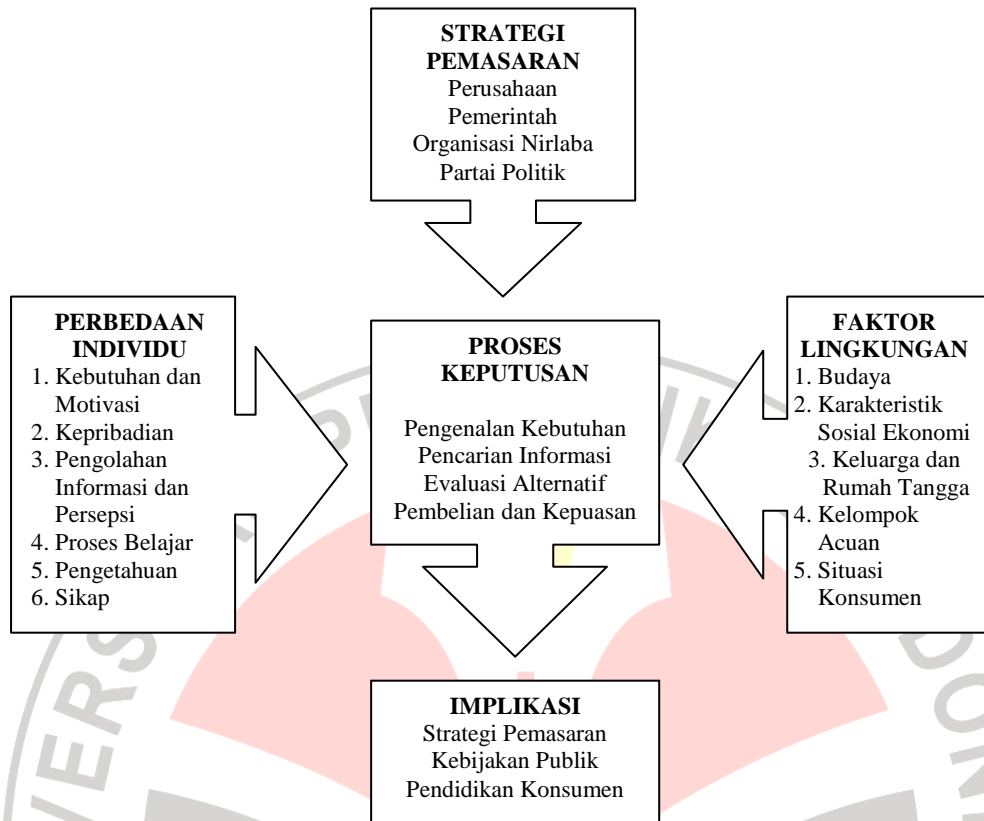 STRATEGI
PEMASARAN
Perusahaan
Pemerintah
Organisasi Nirlaba
Partai Politik
PERBEDAAN
INDIVIDU
1. Kebutuhan dan
Motivasi
2. Kepribadian
3. Pengolahan
Informasi dan
Persepsi
4. Proses Belajar
5. Pengetahuan
6. Sikap
PROSES
KEPUTUSAN
Pengenalan Kebutuhan
Pencarian Informasi
Evaluasi Alternatif
Pembelian dan Kepuasan
FAKTOR
LINGKUNGAN
1. Budaya
2. Karakteristik
Sosial Ekonomi
3. Keluarga dan
Rumah Tangga
4. Kelompok
Acuan
5. Situasi
Konsumen
IMPLIKASI
Strategi Pemasaran
Kebijakan Publik
Pendidikan Konsumen